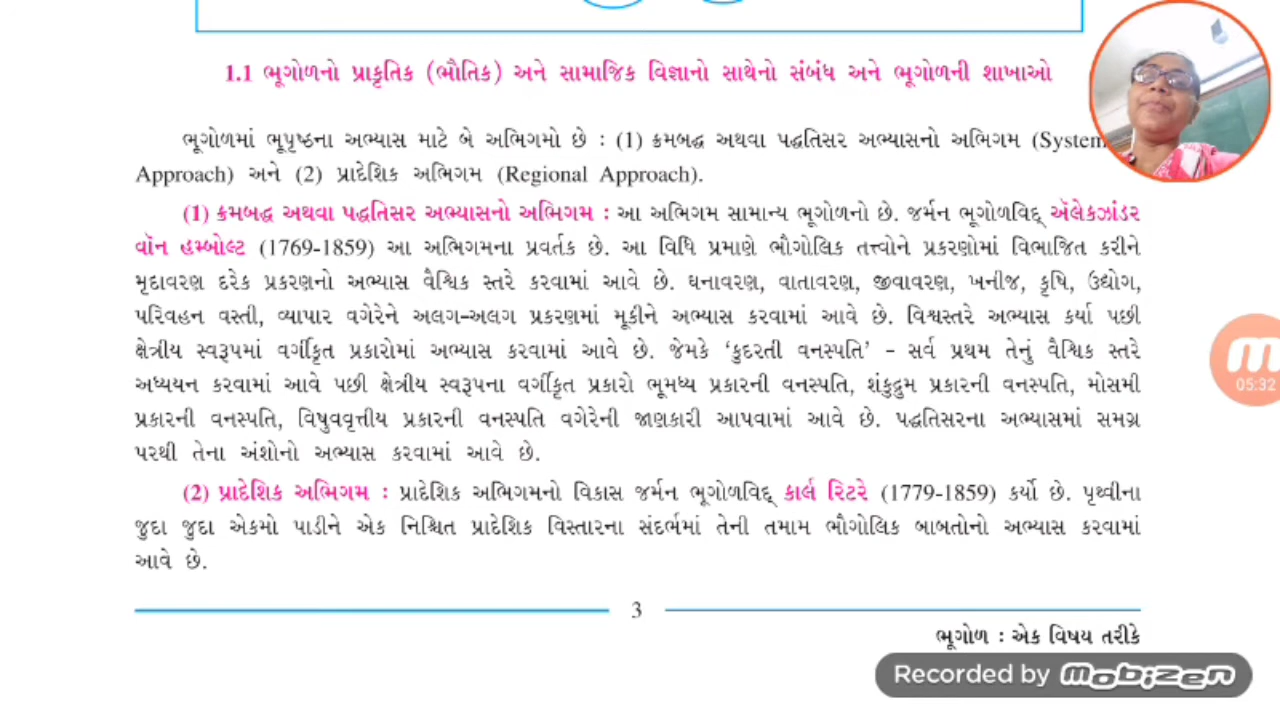 1.1 ભૂગોળનો પ્રાકૃતિક (ભૌતિક) અને સામાજિક વિજ્ઞાનો સાથેનો સંબંધ અને ભૂગોળની શાખાઓ
ભૂગોળમાં ભૂપૃષ્ઠના અભ્યાસ માટે બે અભિગમો છે : (1) ક્રમબદ્ધ અથવા પદ્ધતિસર અભ્યાસનો અભિગમ (System
Approach) અને (2) પ્રાદેશિક અભિગમ (Regional Approach).
(1) ક્રમબદ્ધ અથવા પદ્ધતિસર અભ્યાસનો અભિગમ : આ અભિગમ સામાન્ય ભૂગોળનો છે. જર્મન ભૂગોળવિદ્ ઍલેકઝાંડર
વૉન હમ્બોલ્ટ (1769-1859) આ અભિગમના પ્રવર્તક છે. આ વિધિ પ્રમાણે ભૌગોલિક તત્ત્વોને પ્રકરણોમાં વિભાજિત કરીને
મૃદાવરણ દરેક પ્રકરણનો અભ્યાસ વૈશ્વિક સ્તરે કરવામાં આવે છે. ઘનાવરણ, વાતાવરણ, જીવાવરણ, ખનીજ, કૃષિ, ઉદ્યોગ,
પરિવહન વસ્તી, વ્યાપાર વગેરેને અલગ-અલગ પ્રકરણમાં મૂકીને અભ્યાસ કરવામાં આવે છે. વિશ્વસ્તરે અભ્યાસ કર્યા પછી
ક્ષેત્રીય સ્વરૂપમાં વર્ગીકૃત પ્રકારોમાં અભ્યાસ કરવામાં આવે છે. જેમકે ‘કુદરતી વનસ્પતિ’ - સર્વ પ્રથમ તેનું વૈશ્વિક સ્તરે
અધ્યયન કરવામાં આવે પછી ક્ષેત્રીય સ્વરૂપના વર્ગીકૃત પ્રકારો ભૂમધ્ય પ્રકારની વનસ્પતિ, શંકુદ્રુમ પ્રકારની વનસ્પતિ, મોસમી
પ્રકારની વનસ્પતિ, વિષુવવૃત્તીય પ્રકારની વનસ્પતિ વગેરેની જાણકારી આપવામાં આવે છે. પદ્ધતિસરના અભ્યાસમાં સમગ્ર
પરથી તેના અંશોનો અભ્યાસ કરવામાં આવે છે.
(2) પ્રાદેશિક અભિગમ : પ્રાદેશિક અભિગમનો વિકાસ જર્મન ભૂગોળવિદ્ કાર્લ રિટરે (1779-1859) કર્યો છે. પૃથ્વીના
જુદા જુદા એકમો પાડીને એક નિશ્ચિત પ્રાદેશિક વિસ્તારના સંદર્ભમાં તેની તમામ ભૌગોલિક બાબતોનો અભ્યાસ કરવામાં
આવે છે.
3
ભૂગોળ : એક વિષય તરીકે
05:32
Recorded by mobizen